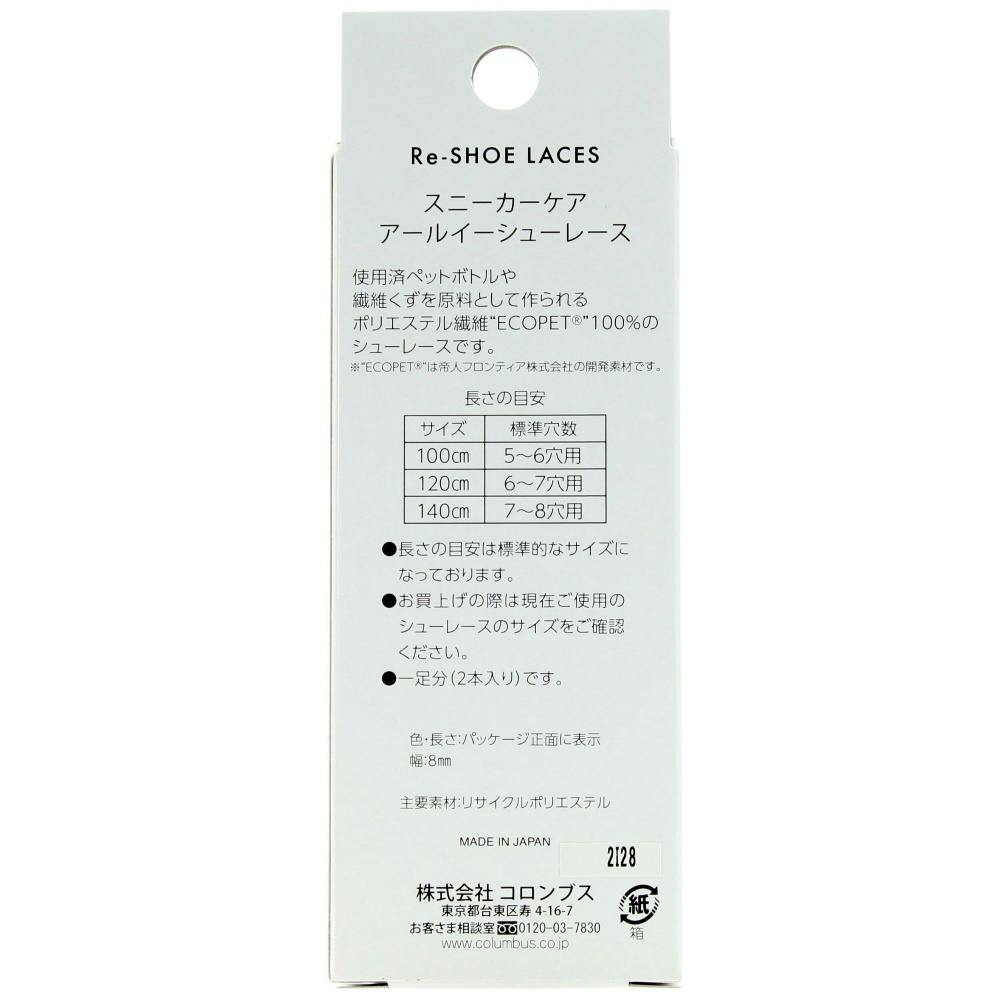 Re-SHOE LACES
スニーカーケア
アールイーシューレース
使用済ペットボトルや
繊維くずを原料として作られる
ポリエステル繊維“ECOPET®”100%の
シューレースです。
※“ECOPET®”は帝人フロンティア株式会社の開発素材です。
長さの目安
サイズ 標準穴数
100㎝ 5〜6穴用
120㎝ 6〜7穴用
140㎝ 7〜8穴用
●長さの目安は標準的なサイズに
なっております。
●お買上げの際は現在ご使用の
シューレースのサイズをご確認
ください。
●一足分(2本入り)です。
色・長さ:パッケージ正面に表示
幅:8㎜
主要素材:リサイクルポリエステル
MADE IN JAPAN
2I28
株式会社 コロンブス
東京都台東区寿 4-16-7
お客さま相談室 0120-03-7830
www.columbus.co.jp
紙
箱